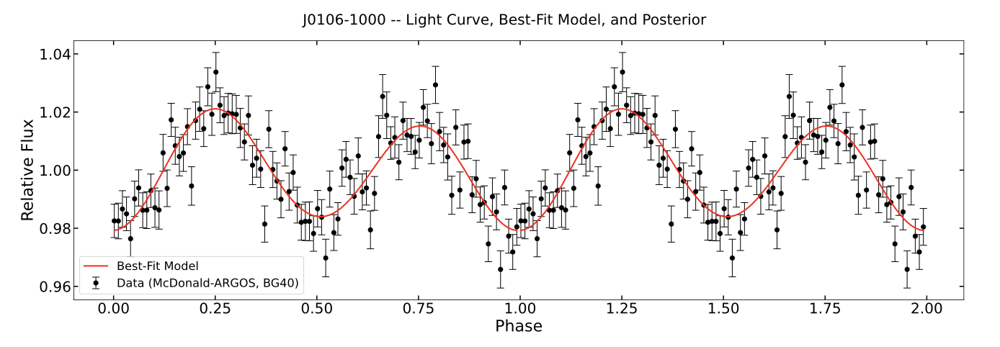 J0106-1000 -- Light Curve, Best-Fit Model, and Posterior
Relative Flux
1.04
1.02
1.00
0.98
0.96
Best-Fit Model
Data (McDonald-ARGOS, BG40)
0.00 0.25 0.50 0.75 1.00 1.25 1.50 1.75 2.00
Phase